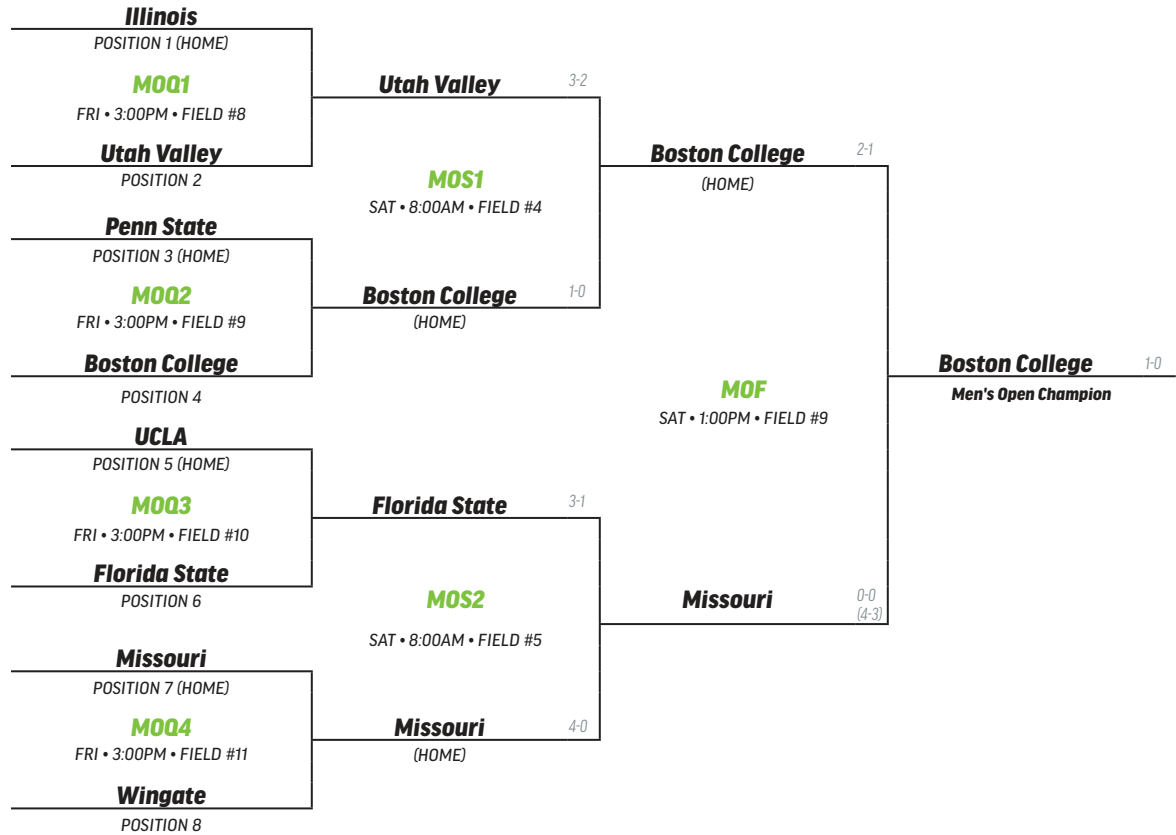 Illinois
POSITION 1 (HOME)
MOQ1
FRI • 3:00PM • FIELD #8
Utah Valley
POSITION 2
Penn State
POSITION 3 (HOME)
MOQ2
FRI • 3:00PM • FIELD #9
Boston College
POSITION 4
UCLA
POSITION 5 (HOME)
MOQ3
FRI • 3:00PM • FIELD #10
Florida State
POSITION 6
Missouri
POSITION 7 (HOME)
MOQ4
FRI • 3:00PM • FIELD #11
Wingate
POSITION 8
Utah Valley 3-2
MOS1
SAT • 8:00AM • FIELD #4
Boston College 1-0
(HOME)
Florida State 3-1
MOS2
SAT • 8:00AM • FIELD #5
Missouri 4-0
(HOME)
Boston College 2-1
(HOME)
MOF
SAT • 1:00PM • FIELD #9
Missouri 0-0
(4-3)
Boston College 1-0
Men's Open Champion